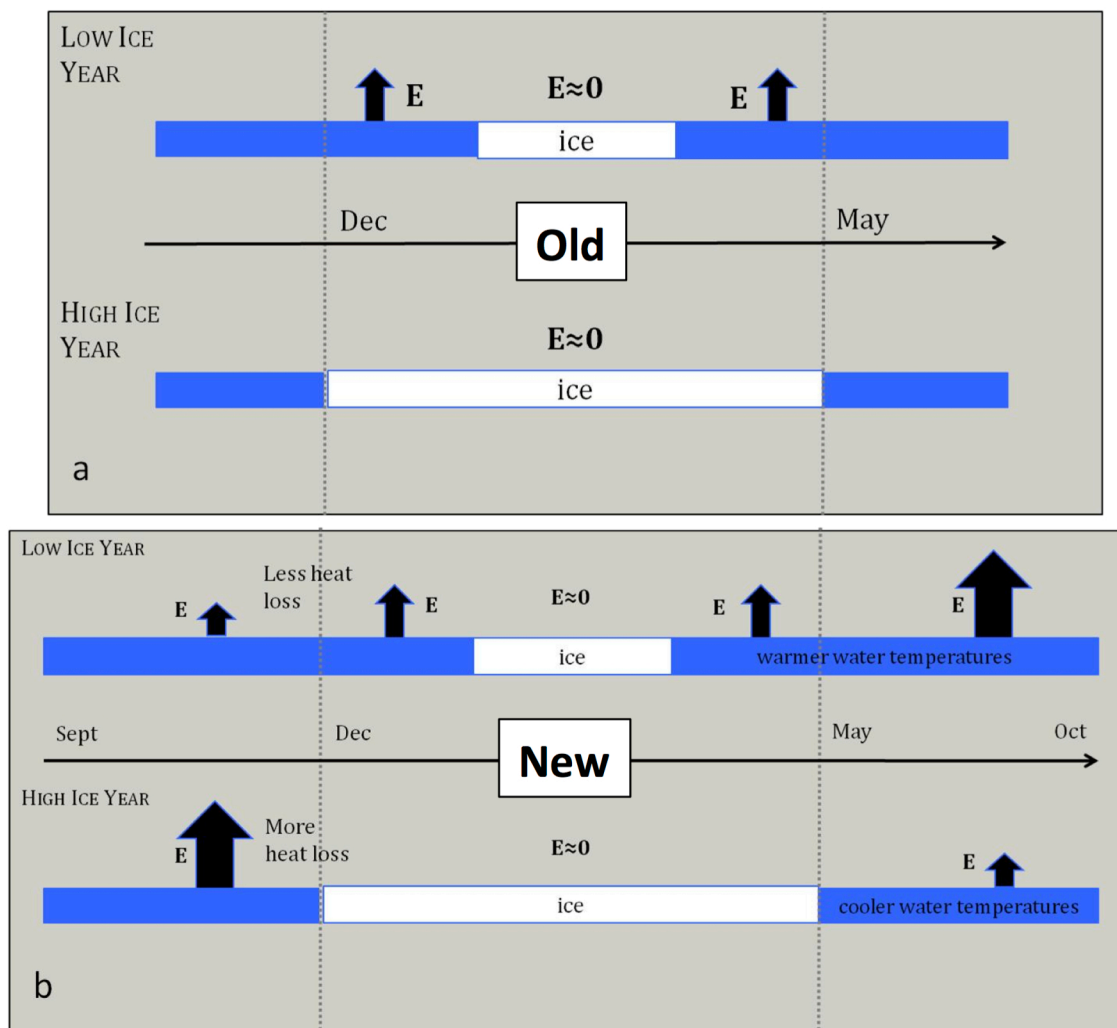 LOW ICE
YEAR
E
E≈0
E
ice
Dec
May
Old
HIGH ICE
YEAR
E≈0
ice
a
LOW ICE YEAR
Less heat
loss
E
E
E≈0
E
E
ice
warmer water temperatures
Sept
Dec
May
Oct
New
HIGH ICE YEAR
More
heat loss
E
E≈0
E
ice
cooler water temperatures
b